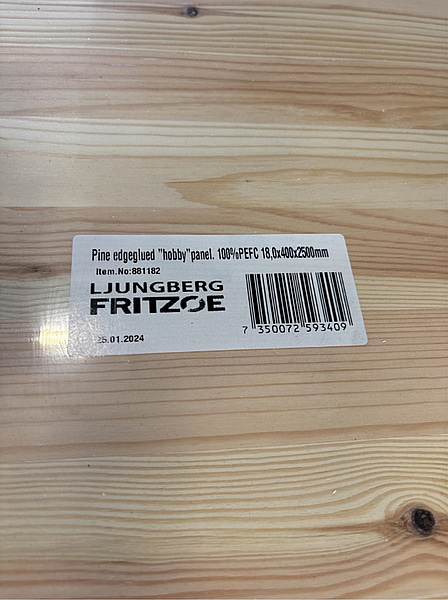 Pine edgeglued "hobby"panel. 100%PEFC 18,0x400x2500mm
Item.No:881182
LJUNGBERG
FRITZOE
25.01.2024
7 350072 593409